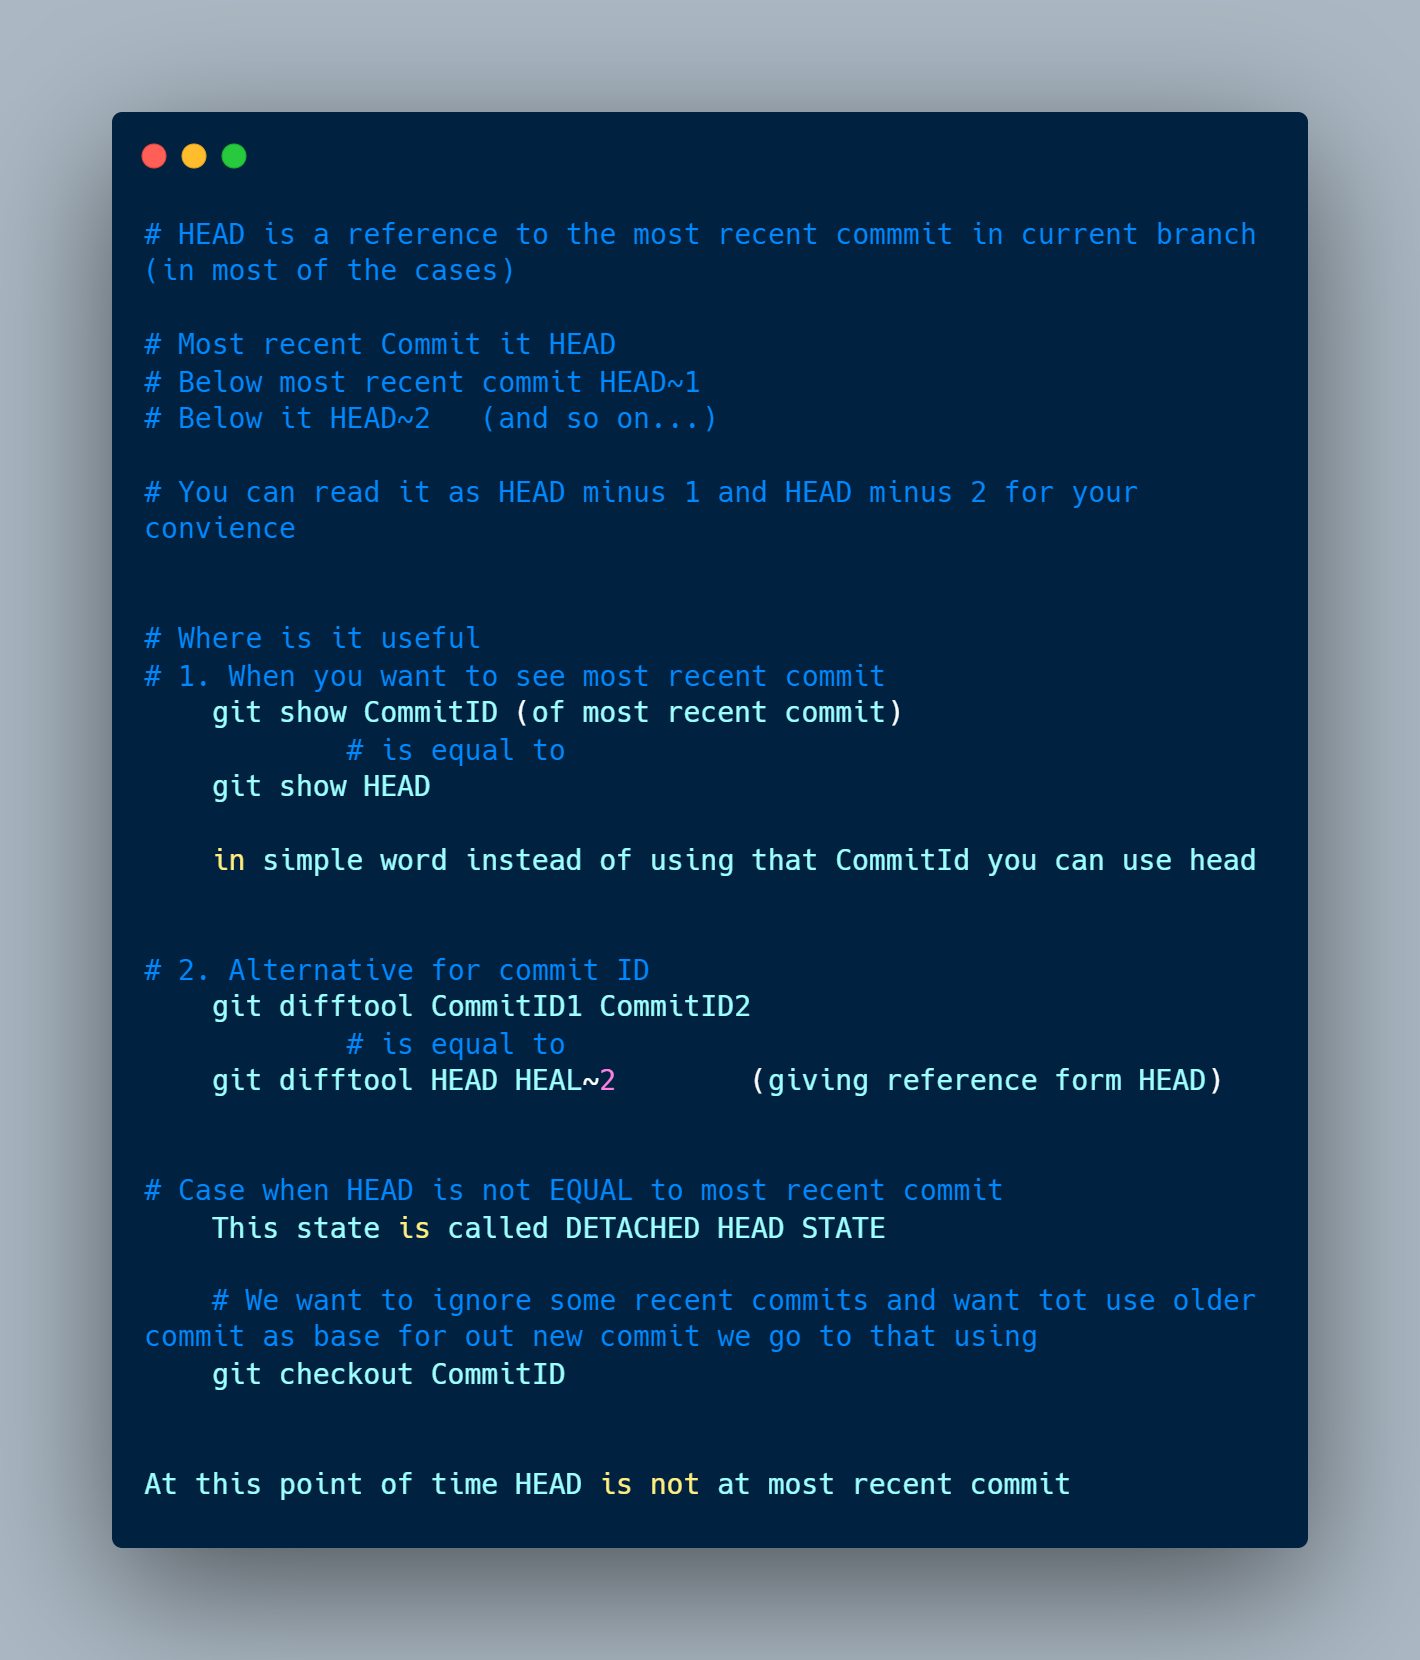 # HEAD is a reference to the most recent commmit in current branch
(in most of the cases)
# Most recent Commit it HEAD
# Below most recent commit HEAD~1
# Below it HEAD~2   (and so on...)
# You can read it as HEAD minus 1 and HEAD minus 2 for your
convience
# Where is it useful
# 1. When you want to see most recent commit
    git show CommitID (of most recent commit)
            # is equal to
    git show HEAD
    in simple word instead of using that CommitId you can use head
# 2. Alternative for commit ID
    git difftool CommitID1 CommitID2
            # is equal to
    git difftool HEAD HEAL~2        (giving reference form HEAD)
# Case when HEAD is not EQUAL to most recent commit
    This state is called DETACHED HEAD STATE
    # We want to ignore some recent commits and want tot use older
commit as base for out new commit we go to that using
    git checkout CommitID
At this point of time HEAD is not at most recent commit